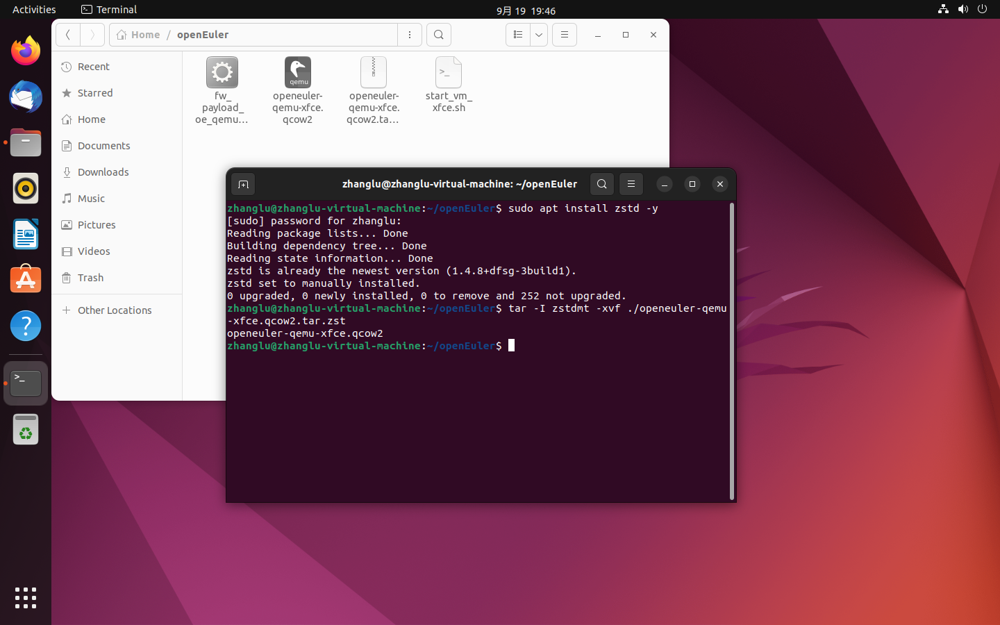 Activities
Terminal
9月 19 19:46
Home / openEuler
Recent
Starred
Home
Documents
Downloads
Music
Pictures
Videos
Trash
Other Locations
fw_
payload_
oe_qemu...
qemu
openeuler-
qemu-xfce.
qcow2
openeuler-
qemu-xfce.
qcow2.ta...
>_
start_vm_
xfce.sh
zhanglu@zhanglu-virtual-machine: ~/openEuler
zhanglu@zhanglu-virtual-machine:~/openEuler$ sudo apt install zstd -y
[sudo] password for zhanglu:
Reading package lists... Done
Building dependency tree... Done
Reading state information... Done
zstd is already the newest version (1.4.8+dfsg-3build1).
zstd set to manually installed.
0 upgraded, 0 newly installed, 0 to remove and 252 not upgraded.
zhanglu@zhanglu-virtual-machine:~/openEuler$ tar -I zstdmt -xvf ./openeuler-qemu
-xfce.qcow2.tar.zst
openeuler-qemu-xfce.qcow2
zhanglu@zhanglu-virtual-machine:~/openEuler$